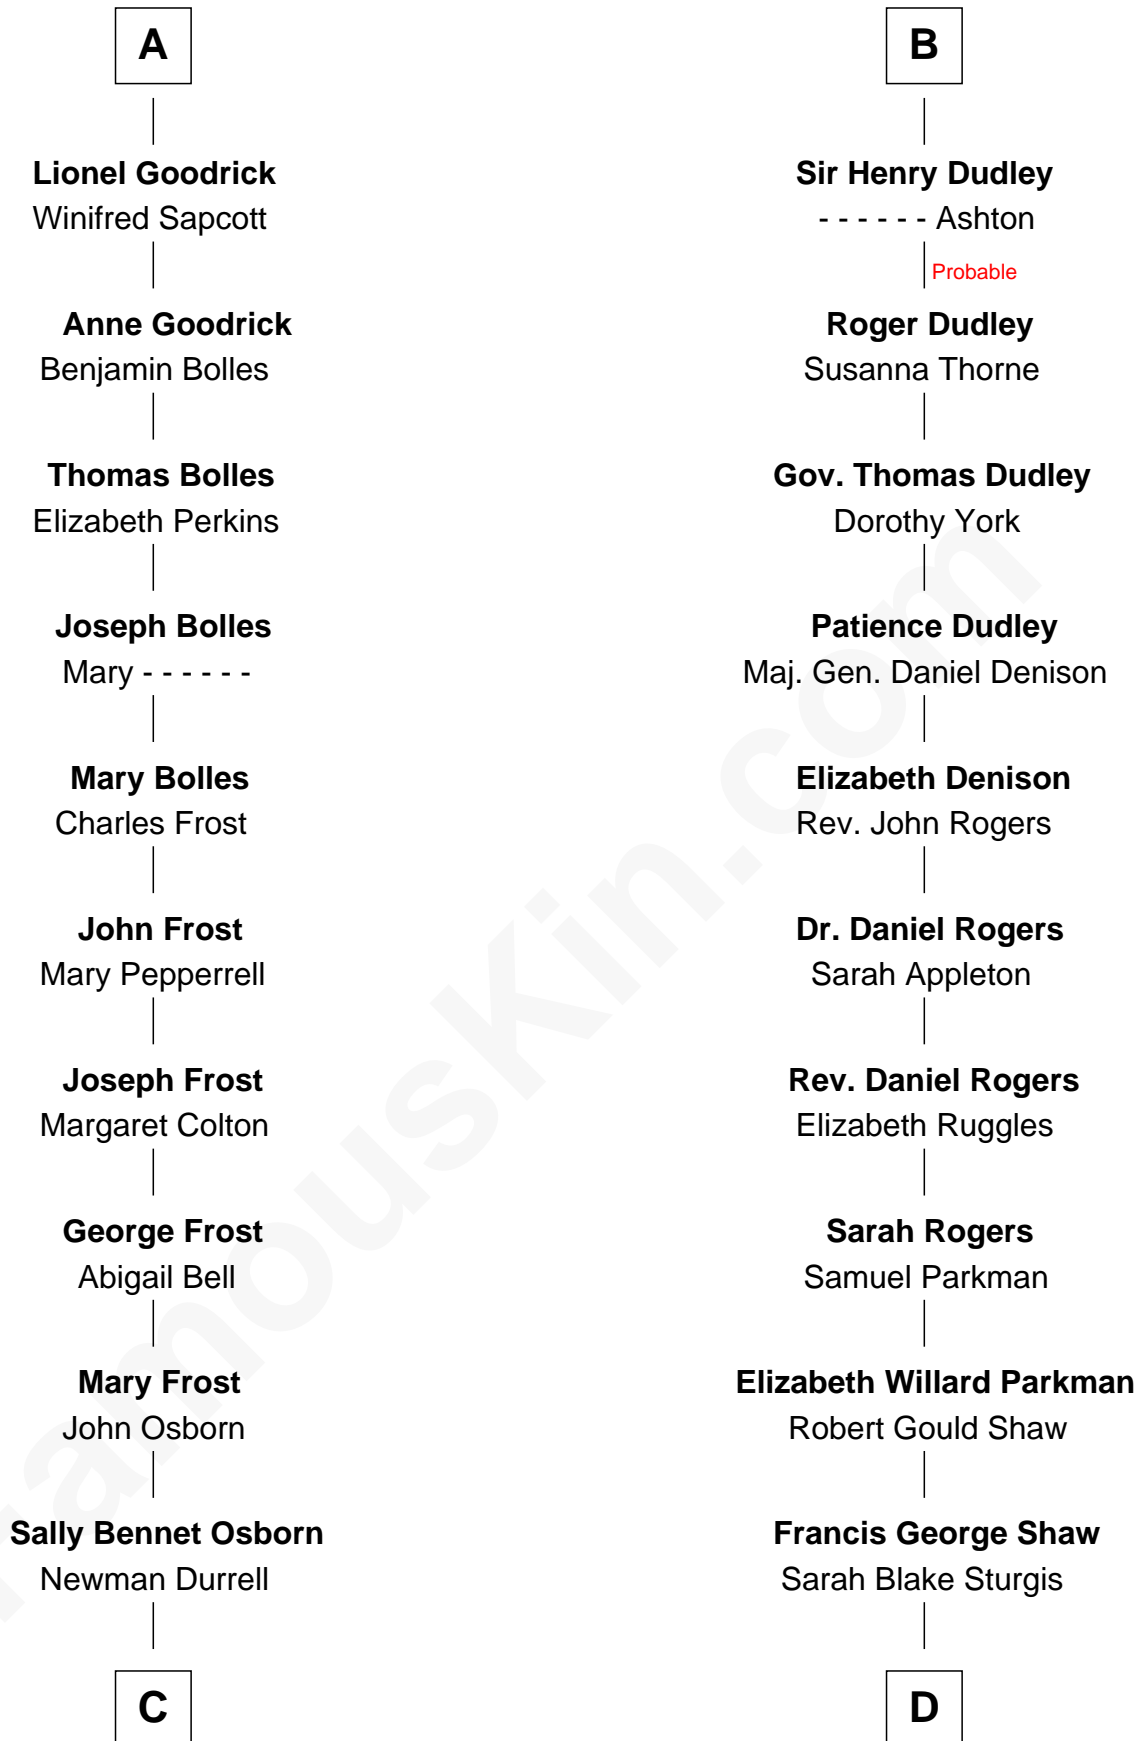 A
Lionel Goodrick
Winifred Sapcott
Anne Goodrick
Benjamin Bolles
Thomas Bolles
Elizabeth Perkins
Joseph Bolles
Mary - - - - - -
Mary Bolles
Charles Frost
John Frost
Mary Pepperrell
Joseph Frost
Margaret Colton
George Frost
Abigail Bell
Mary Frost
John Osborn
Sally Bennet Osborn
Newman Durrell
C
B
Sir Henry Dudley
- - - - - - Ashton
Probable
Roger Dudley
Susanna Thorne
Gov. Thomas Dudley
Dorothy York
Patience Dudley
Maj. Gen. Daniel Denison
Elizabeth Denison
Rev. John Rogers
Dr. Daniel Rogers
Sarah Appleton
Rev. Daniel Rogers
Elizabeth Ruggles
Sarah Rogers
Samuel Parkman
Elizabeth Willard Parkman
Robert Gould Shaw
Francis George Shaw
Sarah Blake Sturgis
D
FamousKin.com